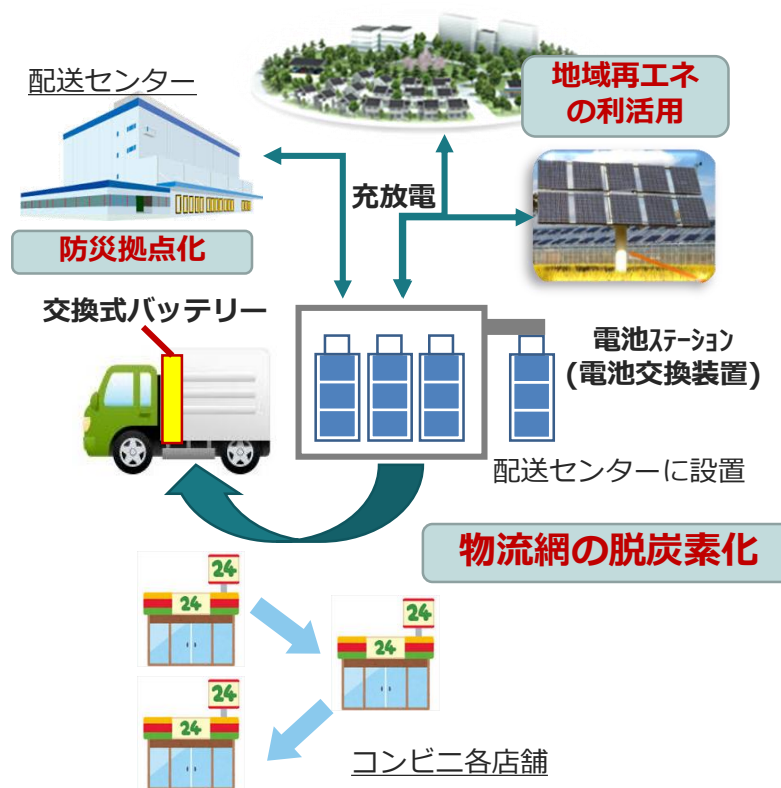 配送センター
地域再エネ
の利活用
充放電
防災拠点化
交換式バッテリー
電池ｽﾃｰｼｮﾝ
(電池交換装置)
配送センターに設置
物流網の脱炭素化
24
24
24
24
24
24
コンビニ各店舗